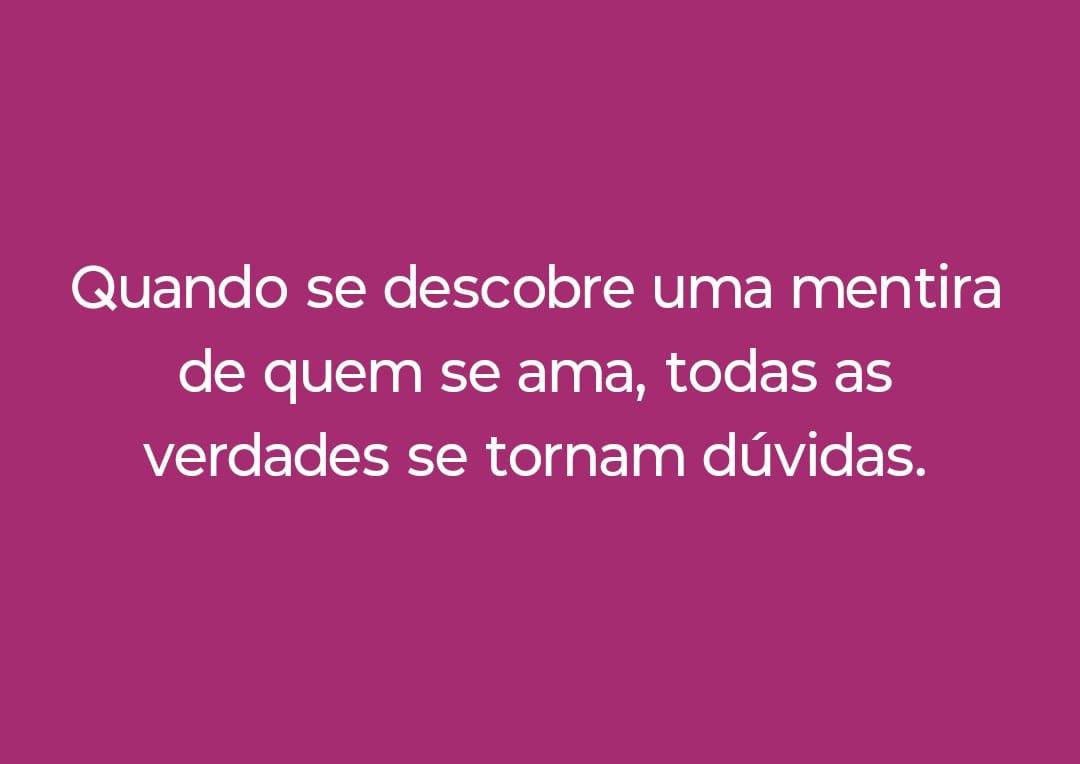 Quando se descobre uma mentira
de quem se ama, todas as
verdades se tornam dúvidas.